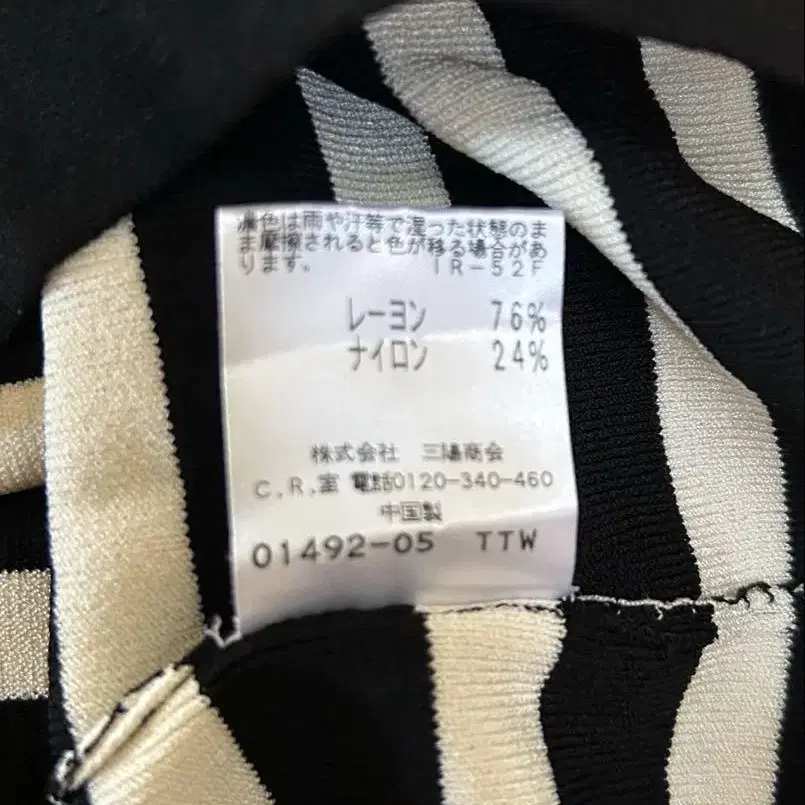 濃色は雨や汗等で湿った状態のま
ま摩擦されると色が移る場合があ
ります。 IR-52F
レーヨン 76%
ナイロン 24%
株式会社 三陽商会
C.R.室 電話0120-340-460
中国製
01492-05 TTW